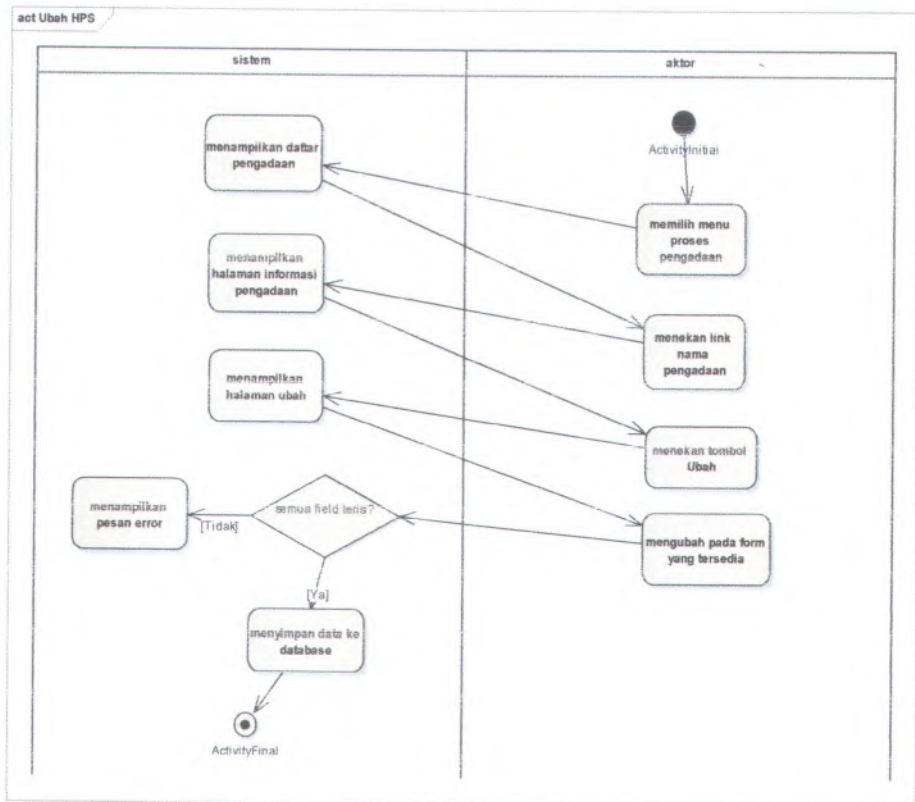 act Ubah HPS
sistem
aktor
ActivityInitial
menampilkan daftar
pengadaan
memilih menu
proses
pengadaan
menampilkan
halaman informasi
pengadaan
menekan link
nama
pengadaan
menampilkan
halaman ubah
menekan tombol
Ubah
menampilkan
pesan error
[Tidak]
semua field
mengubah pada form
yang tersedia
[Ya]
menyimpan data ke
database
ActivityFinal